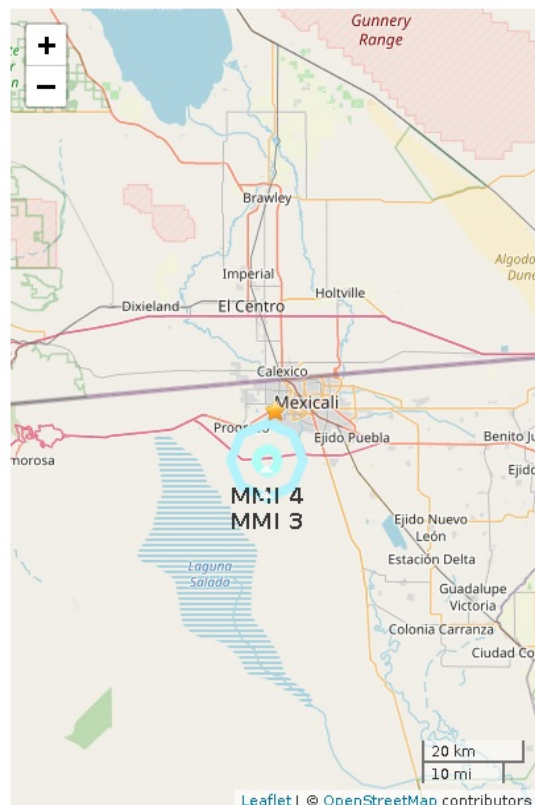 Gunnery
Range
+
−
Brawley
Algodo
Dune
Imperial
Holtville
Dixieland
El Centro
Calexico
Mexicali
Ejido Puebla
Benito Ju
morosa
Ejido
MMI 4
MMI 3
Ejido Nuevo
León
Estación Delta
Laguna
Salada
Guadalupe
Victoria
Colonia Carranza
Ciudad Co
20 km
10 mi
Leaflet | © OpenStreetMap contributors